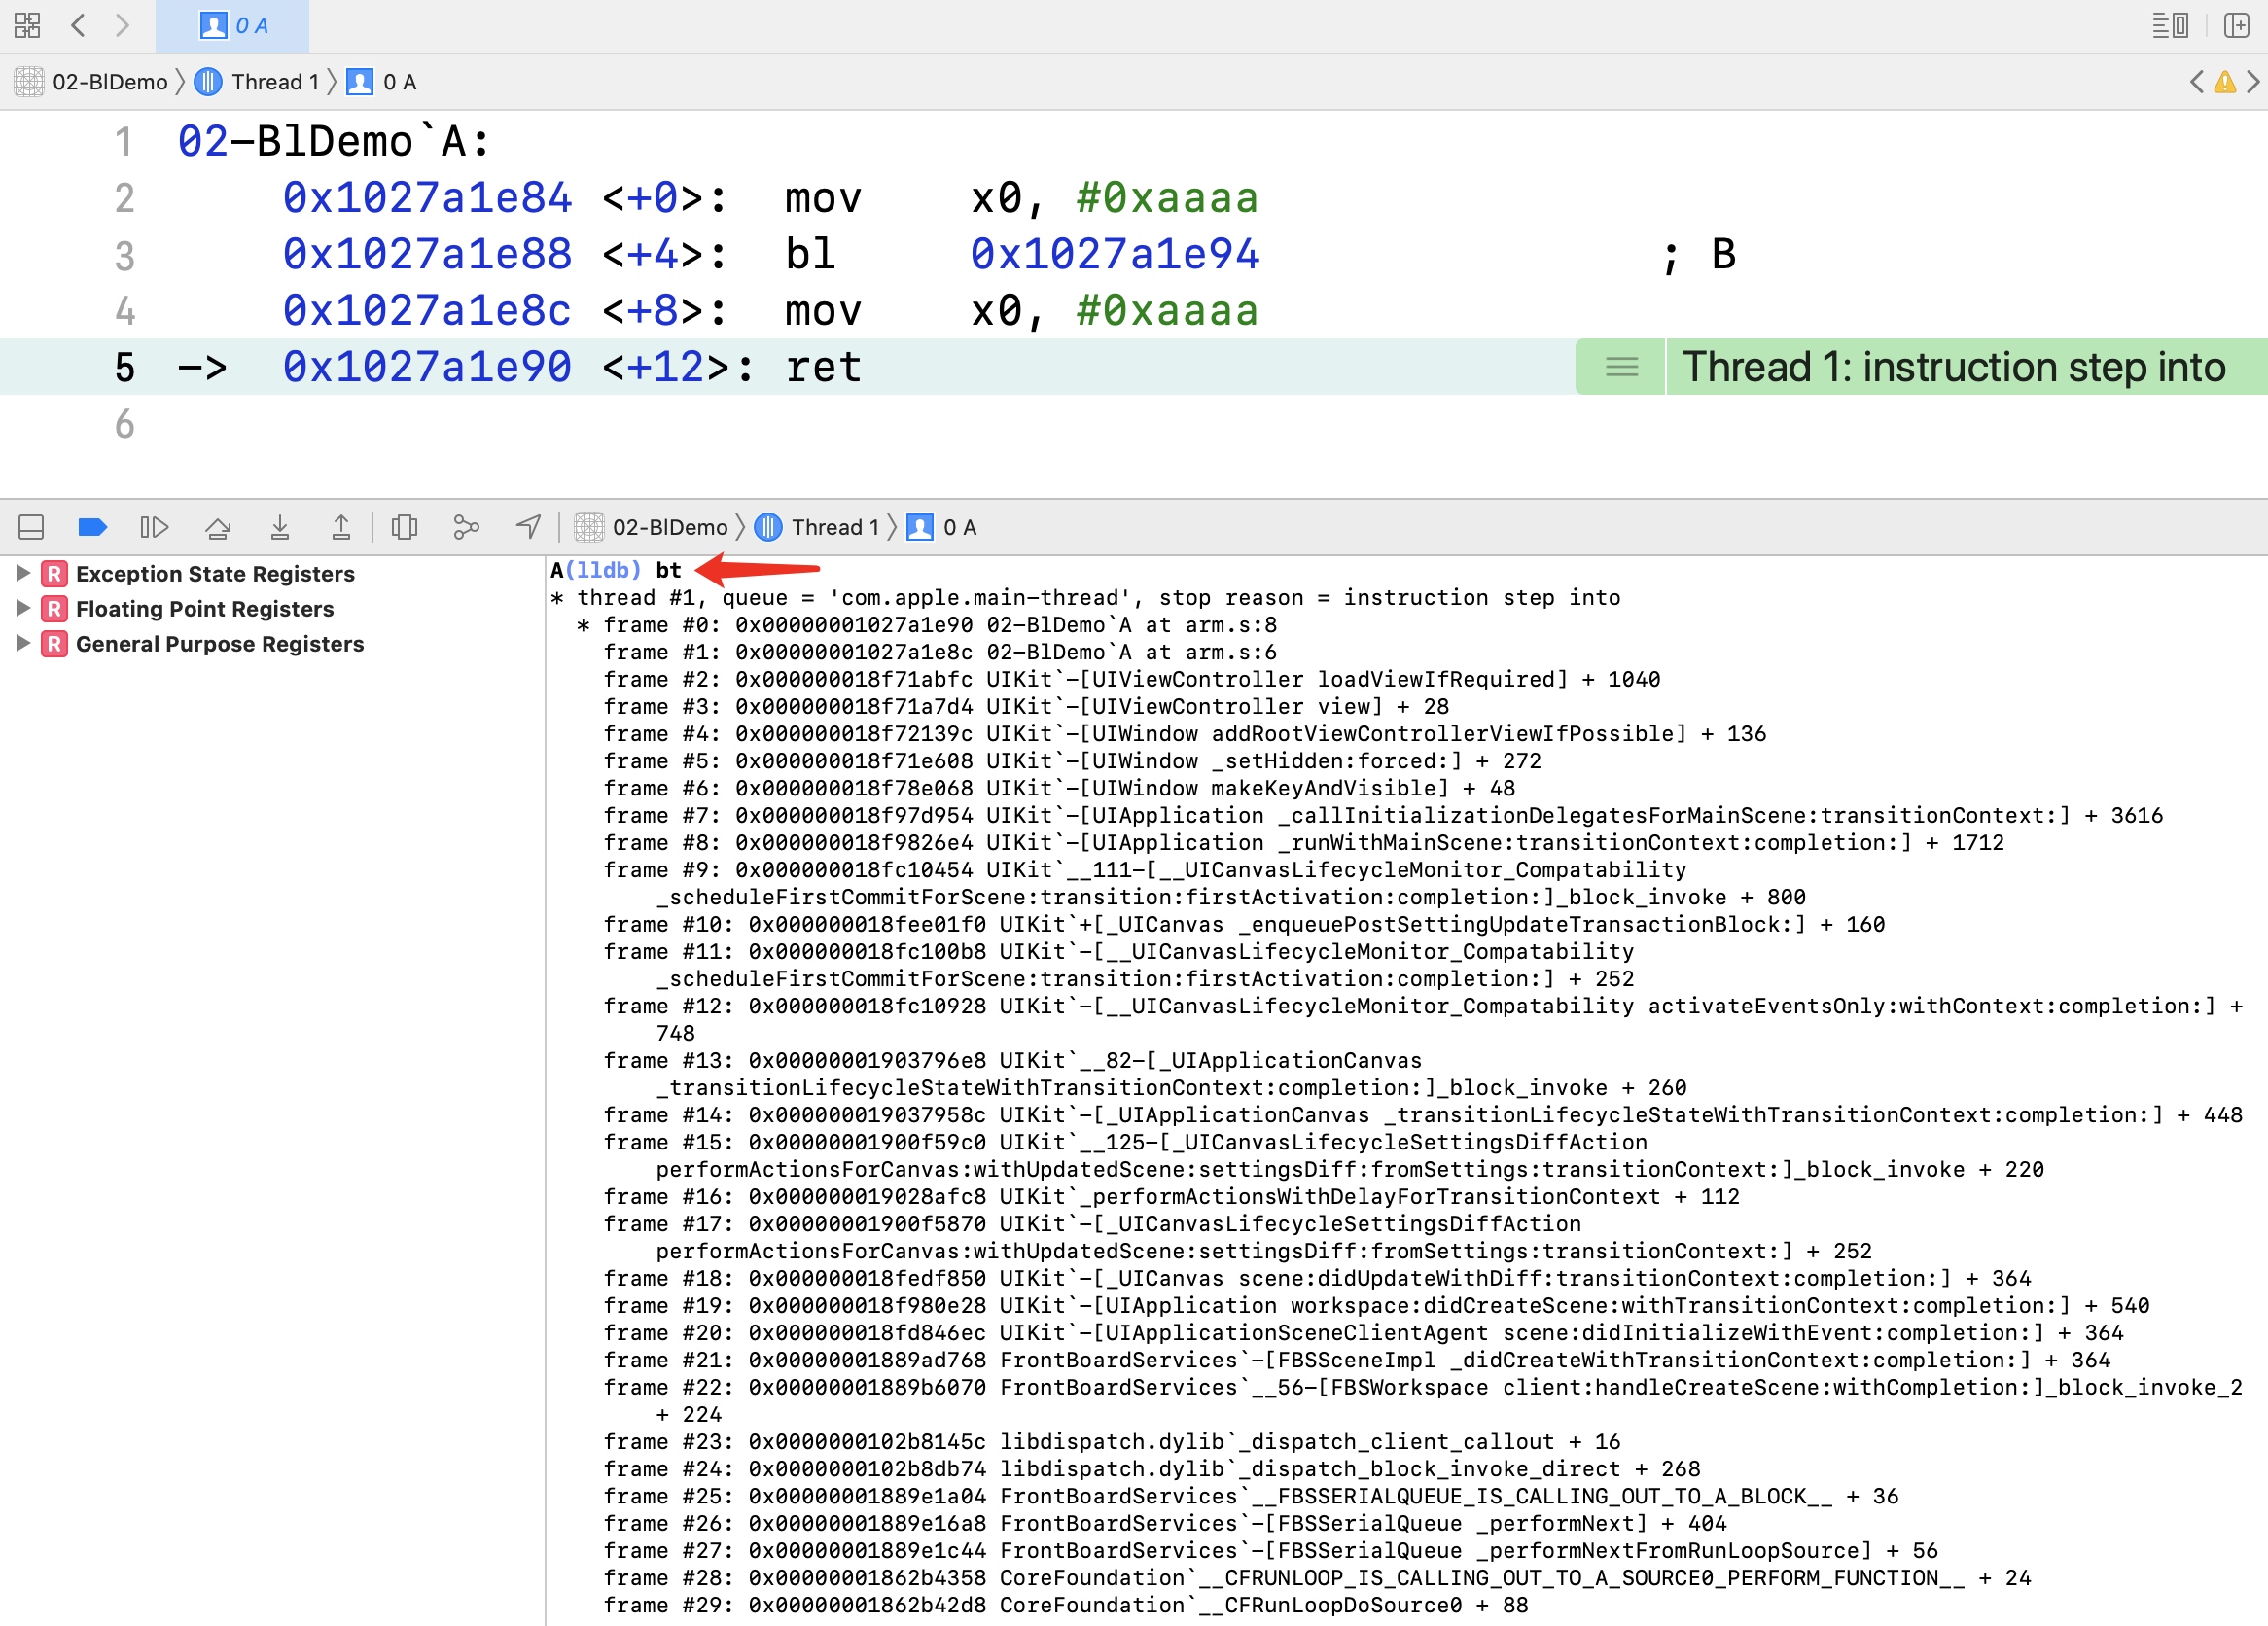 0 A
02-BlDemo Thread 1 0 A
1 02-BlDemo`A:
2 0x1027a1e84 <+0>: mov x0, #0xaaaa
3 0x1027a1e88 <+4>: bl 0x1027a1e94 ; B
4 0x1027a1e8c <+8>: mov x0, #0xaaaa
5 -> 0x1027a1e90 <+12>: ret Thread 1: instruction step into
6
02-BlDemo Thread 1 0 A
R Exception State Registers
R Floating Point Registers
R General Purpose Registers
A(lldb) bt
* thread #1, queue = 'com.apple.main-thread', stop reason = instruction step into
* frame #0: 0x00000001027a1e90 02-BlDemo`A at arm.s:8
frame #1: 0x00000001027a1e8c 02-BlDemo`A at arm.s:6
frame #2: 0x000000018f71abfc UIKit`-[UIViewController loadViewIfRequired] + 1040
frame #3: 0x000000018f71a7d4 UIKit`-[UIViewController view] + 28
frame #4: 0x000000018f72139c UIKit`-[UIWindow addRootViewControllerViewIfPossible] + 136
frame #5: 0x000000018f71e608 UIKit`-[UIWindow _setHidden:forced:] + 272
frame #6: 0x000000018f78e068 UIKit`-[UIWindow makeKeyAndVisible] + 48
frame #7: 0x000000018f97d954 UIKit`-[UIApplication _callInitializationDelegatesForMainScene:transitionContext:] + 3616
frame #8: 0x000000018f9826e4 UIKit`-[UIApplication _runWithMainScene:transitionContext:completion:] + 1712
frame #9: 0x000000018fc10454 UIKit`__111-[__UICanvasLifecycleMonitor_Compatability
_scheduleFirstCommitForScene:transition:firstActivation:completion:]_block_invoke + 800
frame #10: 0x000000018fee01f0 UIKit`+[_UICanvas _enqueuePostSettingUpdateTransactionBlock:] + 160
frame #11: 0x000000018fc100b8 UIKit`-[__UICanvasLifecycleMonitor_Compatability
_scheduleFirstCommitForScene:transition:firstActivation:completion:] + 252
frame #12: 0x000000018fc10928 UIKit`-[__UICanvasLifecycleMonitor_Compatability activateEventsOnly:withContext:completion:] +
748
frame #13: 0x00000001903796e8 UIKit`__82-[_UIApplicationCanvas
_transitionLifecycleStateWithTransitionContext:completion:]_block_invoke + 260
frame #14: 0x000000019037958c UIKit`-[_UIApplicationCanvas _transitionLifecycleStateWithTransitionContext:completion:] + 448
frame #15: 0x00000001900f59c0 UIKit`__125-[_UICanvasLifecycleSettingsDiffAction
performActionsForCanvas:withUpdatedScene:settingsDiff:fromSettings:transitionContext:]_block_invoke + 220
frame #16: 0x000000019028afc8 UIKit`_performActionsWithDelayForTransitionContext + 112
frame #17: 0x00000001900f5870 UIKit`-[_UICanvasLifecycleSettingsDiffAction
performActionsForCanvas:withUpdatedScene:settingsDiff:fromSettings:transitionContext:] + 252
frame #18: 0x000000018fedf850 UIKit`-[_UICanvas scene:didUpdateWithDiff:transitionContext:completion:] + 364
frame #19: 0x000000018f980e28 UIKit`-[UIApplication workspace:didCreateScene:withTransitionContext:completion:] + 540
frame #20: 0x000000018fd846ec UIKit`-[UIApplicationSceneClientAgent scene:didInitializeWithEvent:completion:] + 364
frame #21: 0x00000001889ad768 FrontBoardServices`-[FBSSceneImpl _didCreateWithTransitionContext:completion:] + 364
frame #22: 0x00000001889b6070 FrontBoardServices`__56-[FBSWorkspace client:handleCreateScene:withCompletion:]_block_invoke_2
+ 224
frame #23: 0x0000000102b8145c libdispatch.dylib`_dispatch_client_callout + 16
frame #24: 0x0000000102b8db74 libdispatch.dylib`_dispatch_block_invoke_direct + 268
frame #25: 0x00000001889e1a04 FrontBoardServices`__FBSSERIALQUEUE_IS_CALLING_OUT_TO_A_BLOCK__ + 36
frame #26: 0x00000001889e16a8 FrontBoardServices`-[FBSSerialQueue _performNext] + 404
frame #27: 0x00000001889e1c44 FrontBoardServices`-[FBSSerialQueue _performNextFromRunLoopSource] + 56
frame #28: 0x00000001862b4358 CoreFoundation`__CFRUNLOOP_IS_CALLING_OUT_TO_A_SOURCE0_PERFORM_FUNCTION__ + 24
frame #29: 0x00000001862b42d8 CoreFoundation`__CFRunLoopDoSource0 + 88